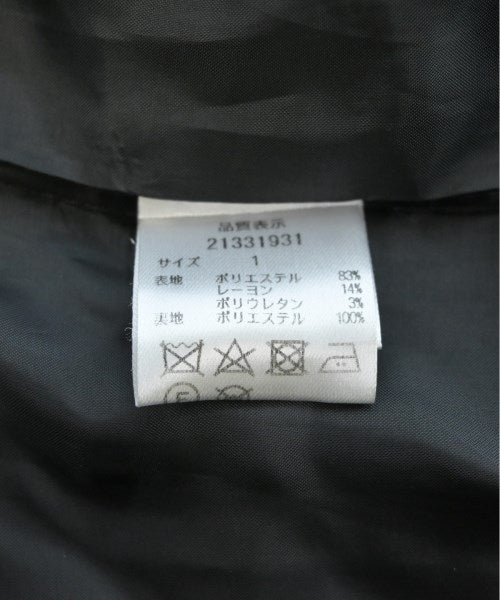 品質表示
21331931
サイズ 1
表地 ポリエステル 83%
レーヨン 14%
ポリウレタン 3%
裏地 ポリエステル 100%